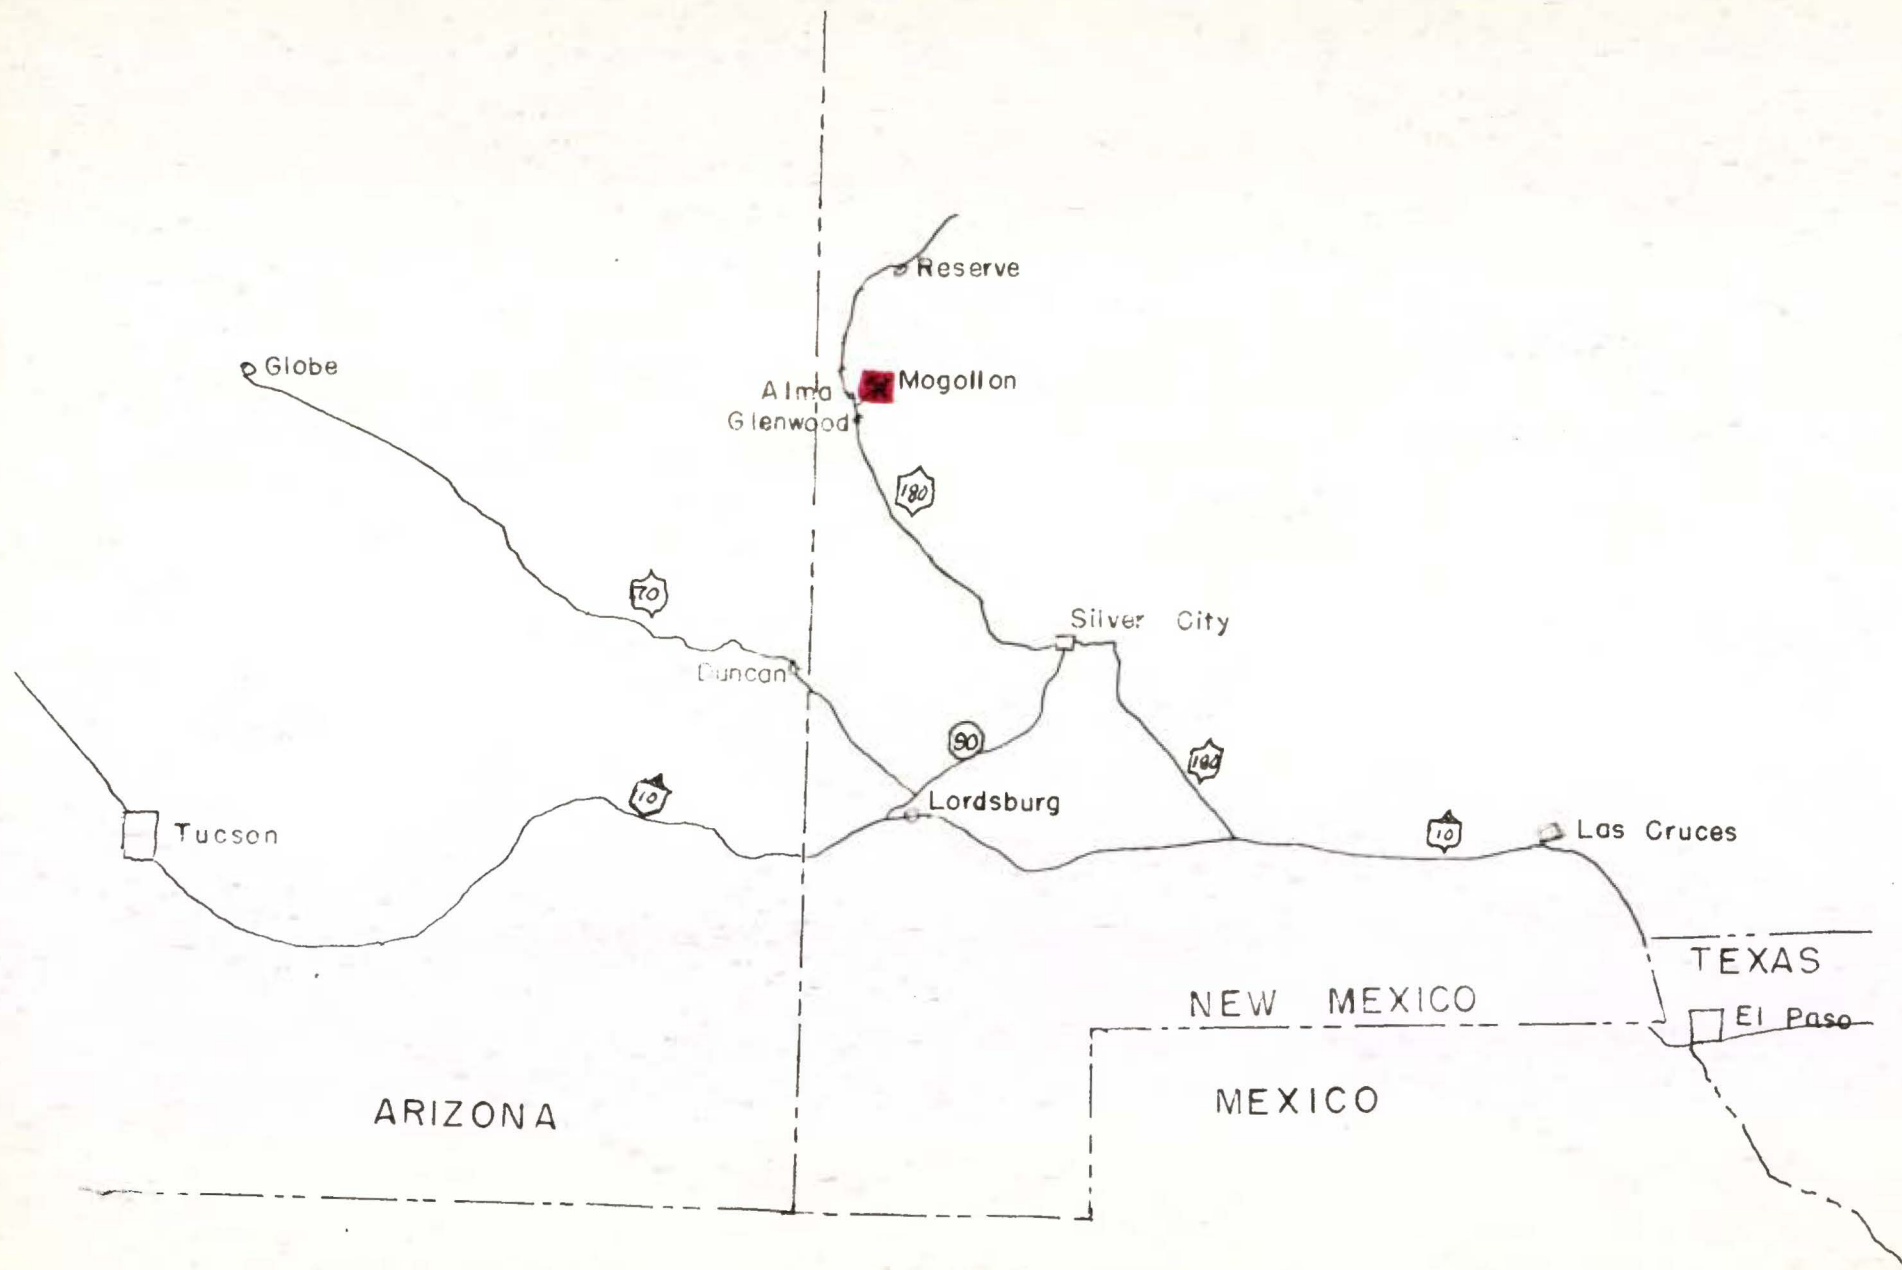 Reserve
Globe
Mogollon
Alma
Glenwood
180
70
Silver City
Duncan
90
180
10
Lordsburg
10
Las Cruces
Tucson
TEXAS
NEW MEXICO
El Paso
MEXICO
ARIZONA